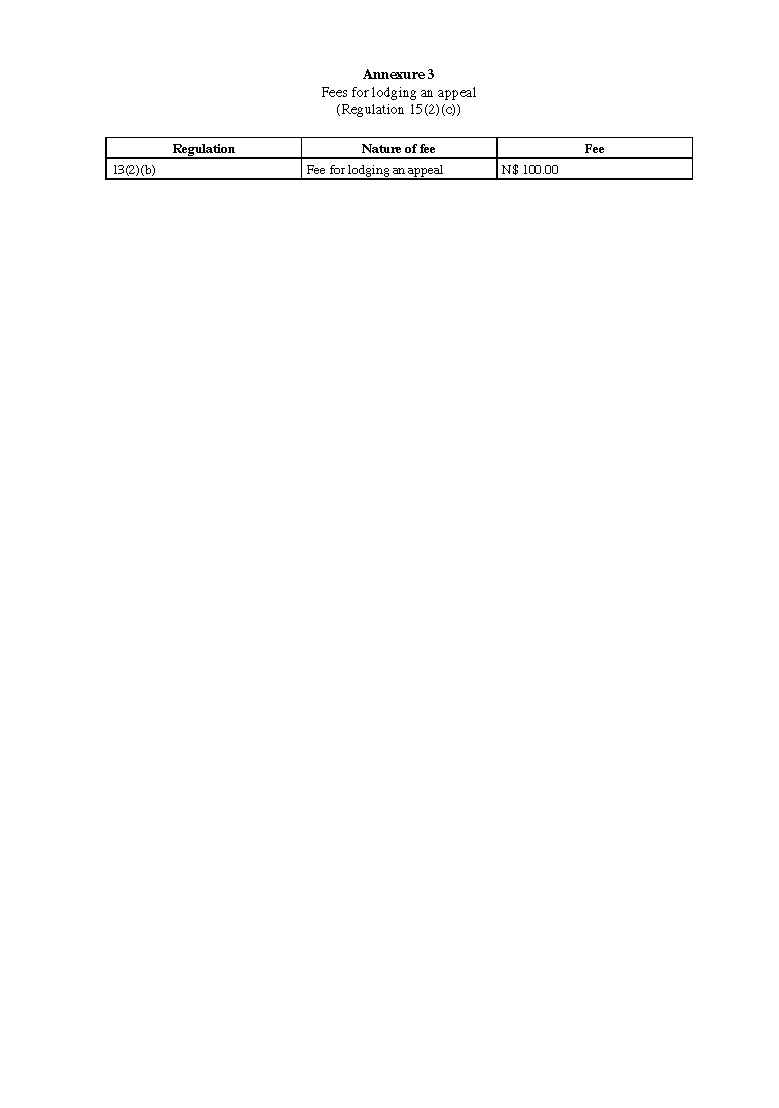 Annexure 3
Fees for lodging an appeal
(Regulation 15(2)(c))
Regulation Nature of fee Fee
13(2)(b) Fee for lodging an appeal N$ 100.00